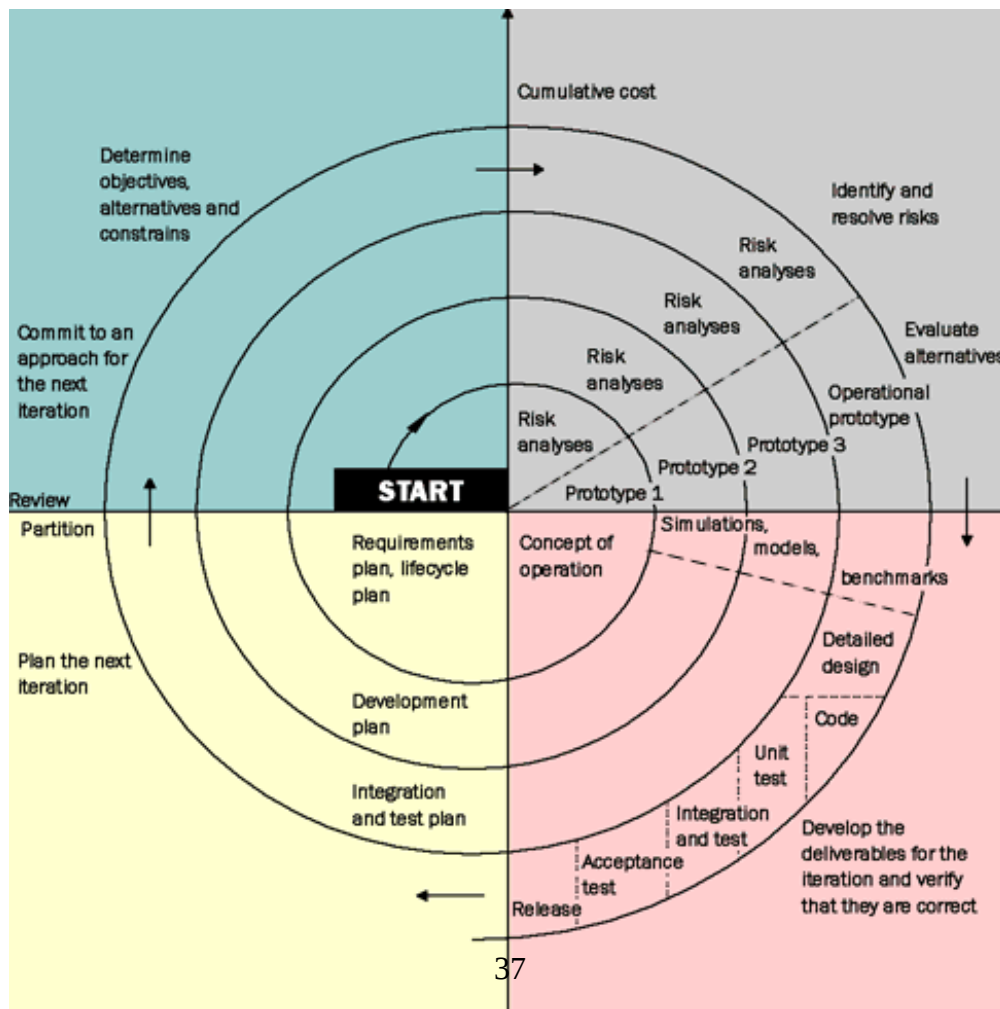 Cumulative cost
Determine
objectives,
alternatives and
constrains
Identify and
resolve risks
Risk
analyses
Risk
analyses
Commit to an
approach for
the next
iteration
Evaluate
alternatives
Risk
analyses
Operational
prototype
Risk
analyses
Prototype 3
Prototype 2
START
Prototype 1
Review
Partition
Simulations,
models,
benchmarks
Requirements
plan, lifecycle
plan
Concept of
operation
Detailed
design
Plan the next
iteration
Development
plan
Code
Unit
test
Integration
and test plan
Integration
and test
Develop the
deliverables for the
iteration and verify
that they are correct
Acceptance
test
Release
37